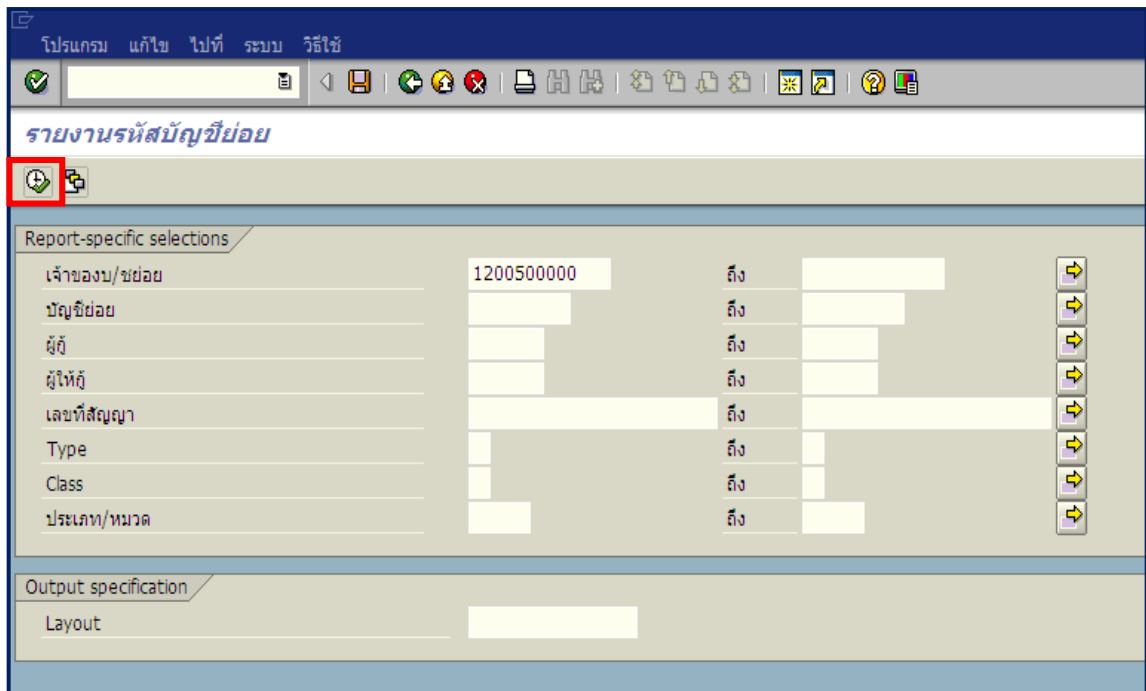 โปรแกรม แก้ไข ไปที่ ระบบ วิธีใช้
รายงานรหัสบัญชีย่อย
Report-specific selections
เจ้าของบ/ชย่อย 1200500000 ถึง
บัญชีย่อย ถึง
ผู้กู้ ถึง
ผู้ให้กู้ ถึง
เลขที่สัญญา ถึง
Type ถึง
Class ถึง
ประเภท/หมวด ถึง
Output specification
Layout